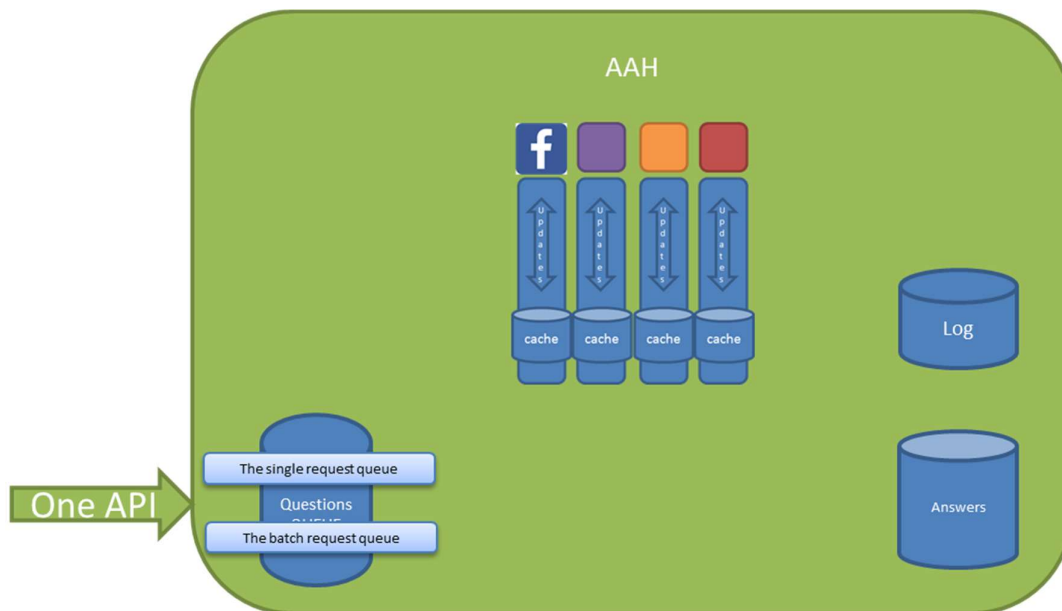 AAH
f
Updates
Updates
Updates
Updates
cache
cache
cache
cache
Log
The single request queue
Questions
The batch request queue
One API
Answers